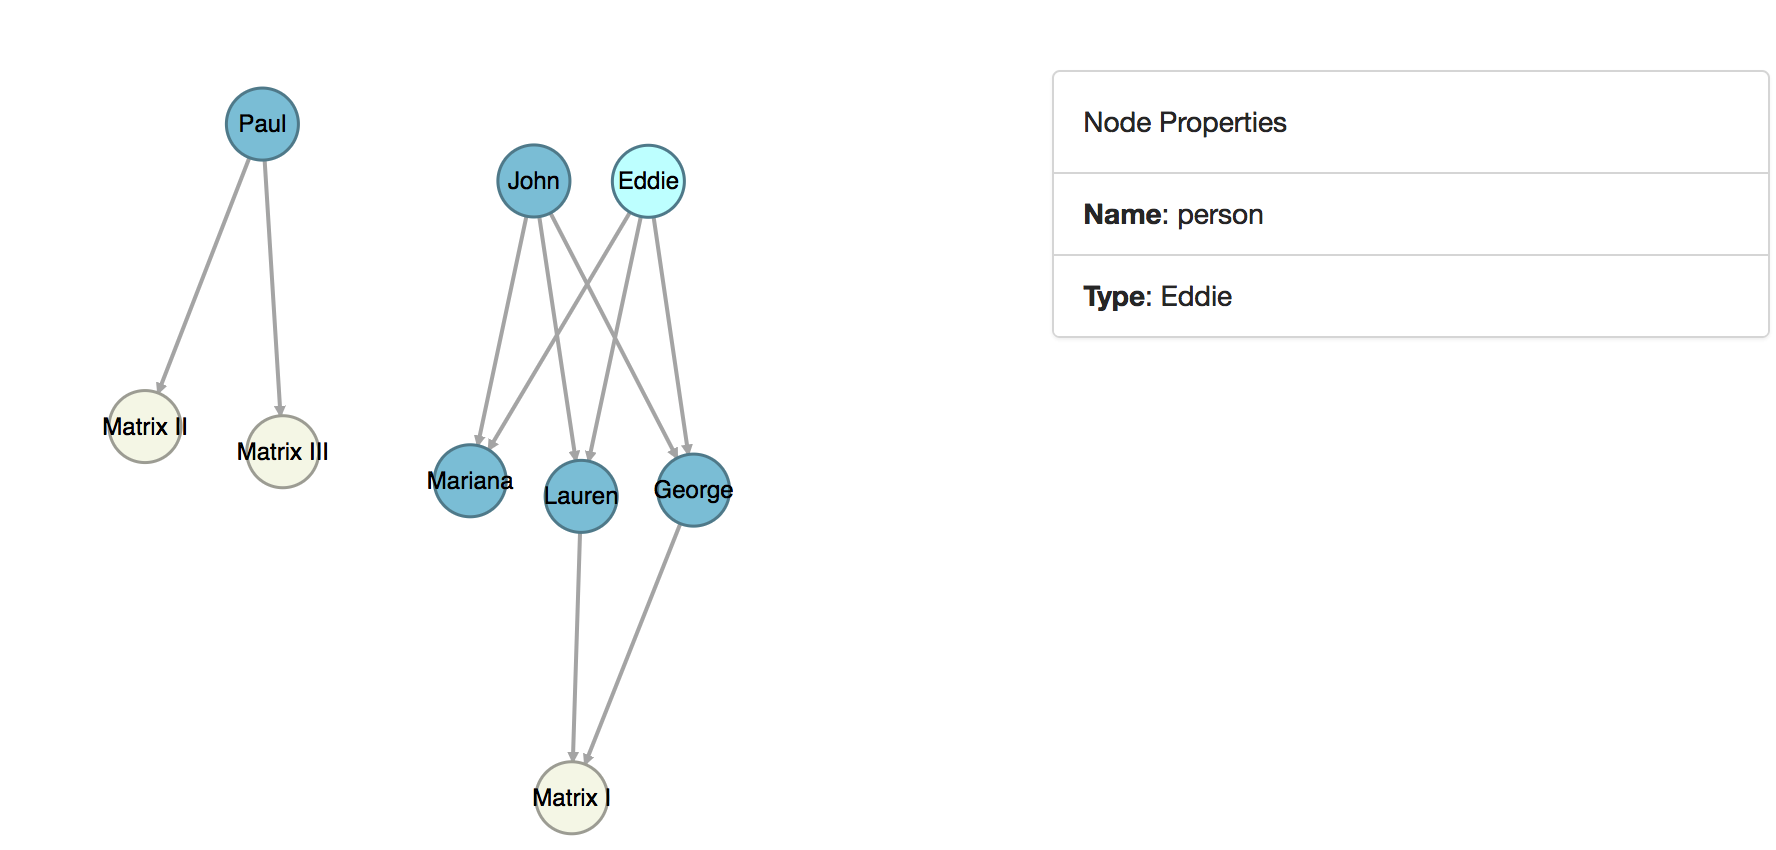 Paul
John
Eddie
Matrix II
Matrix III
Mariana
Lauren
George
Matrix I
Node Properties
Name: person
Type: Eddie